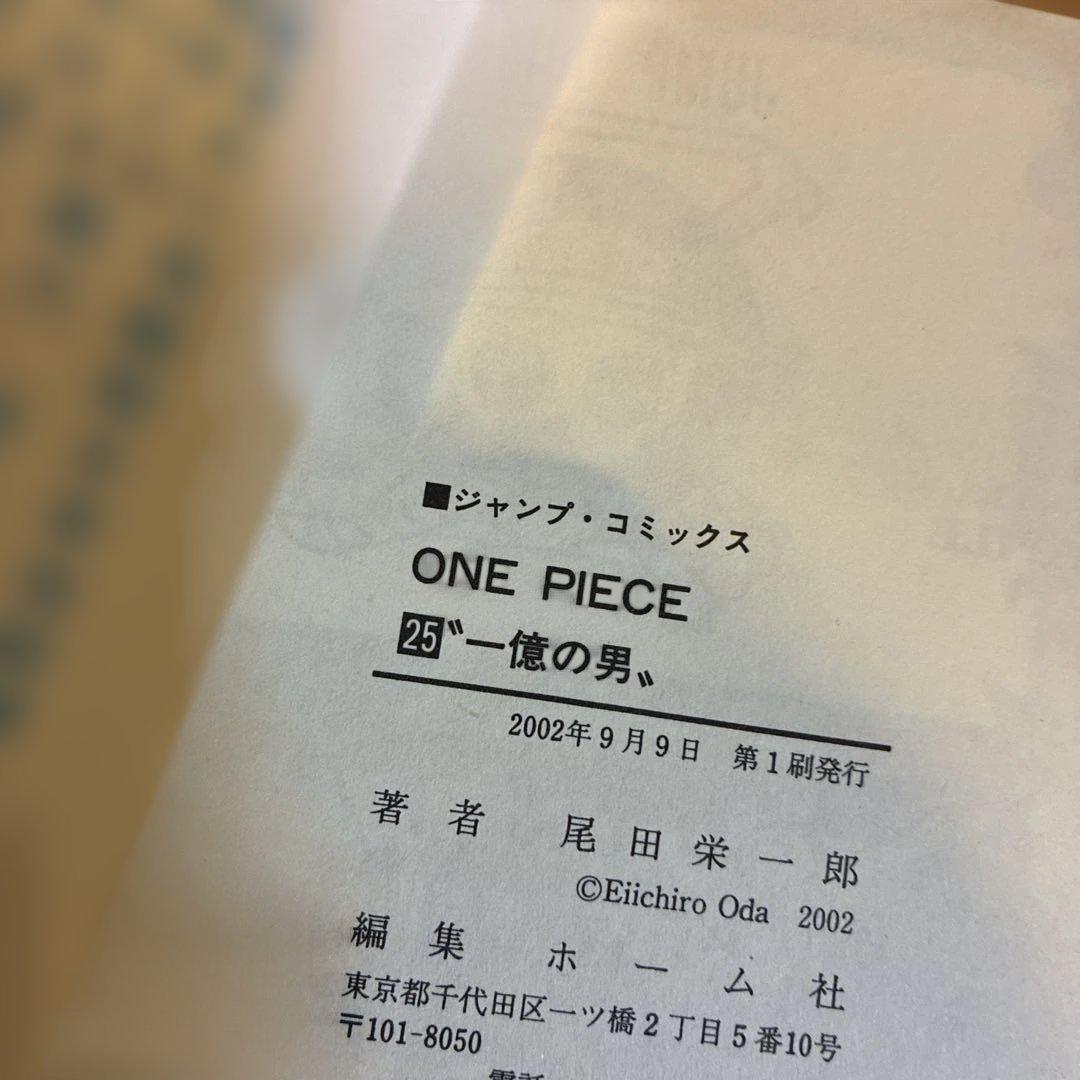 ■ジャンプ・コミックス
ONE PIECE
25〝一億の男〟
2002年9月9日 第1刷発行
著者 尾田栄一郎
©Eiichiro Oda 2002
編集 ホーム社
東京都千代田区一ツ橋2丁目5番10号
〒101-8050